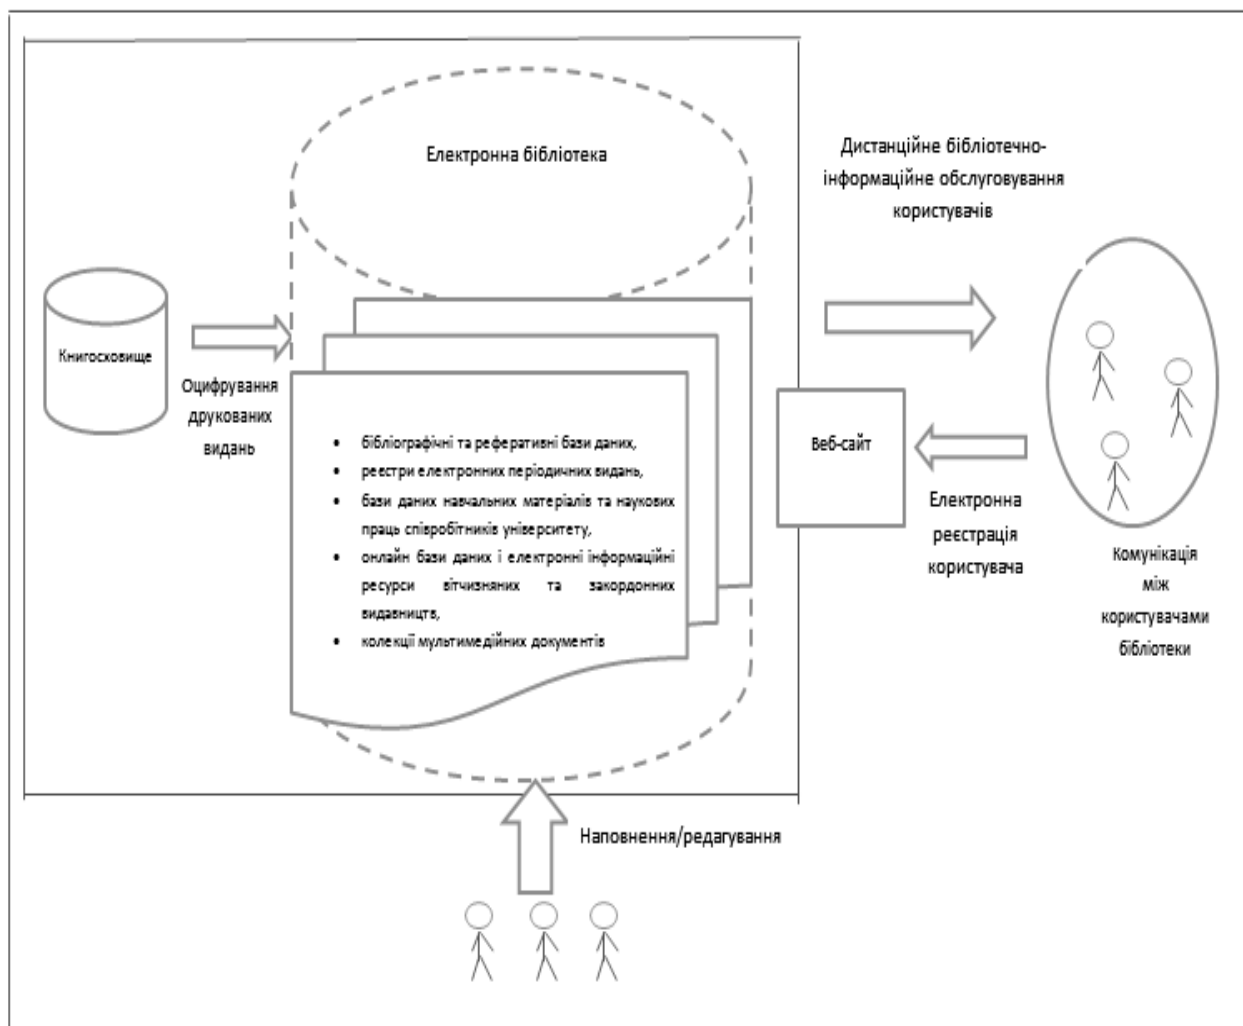 Електронна бібліотека
Дистанційне бібліотечно-
інформаційне обслуговування
користувачів
Книгосховище
Оцифрування
друкованих
видань
• бібліографічні та реферативні бази даних,
• реєстри електронних періодичних видань,
• бази даних навчальних матеріалів та наукових
праць співробітників університету,
• онлайн бази даних і електронні інформаційні
ресурси вітчизняних та закордонних
видавництв,
• колекції мультимедійних документів
Веб-сайт
Електронна
реєстрація
користувача
Комунікація
між
користувачами
бібліотеки
Наповнення/редагування